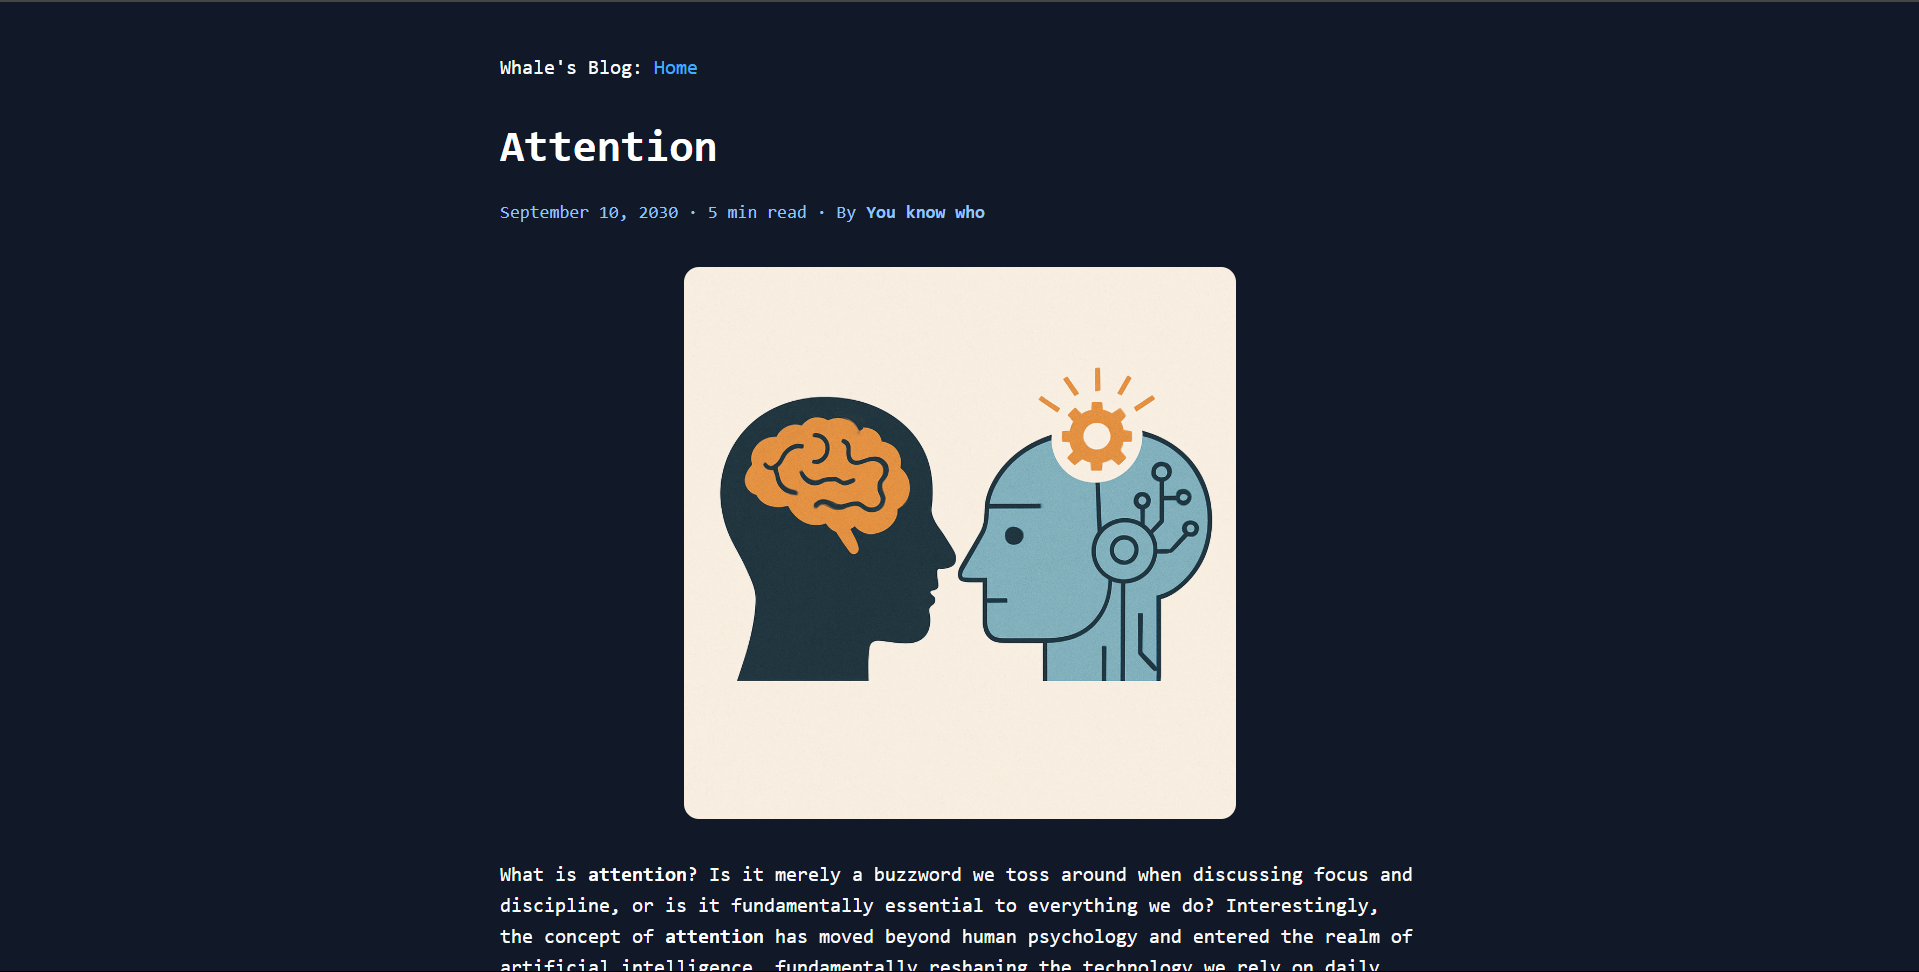 Whale's Blog: Home
Attention
September 10, 2030 · 5 min read · By You know who
What is attention? Is it merely a buzzword we toss around when discussing focus and
discipline, or is it fundamentally essential to everything we do? Interestingly,
the concept of attention has moved beyond human psychology and entered the realm of
artificial intelligence, fundamentally reshaping the technology we rely on daily.